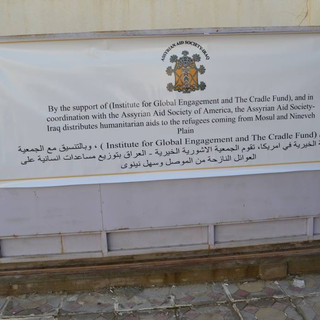 ASSYRIAN AID SOCIETY-IRAQ
By the support of (Institute for Global Engagement and The Cradle Fund), and in
coordination with the Assyrian Aid Society of America, the Assyrian Aid Society-
Iraq distributes humanitarian aids to the refugees coming from Mosul and Nineveh
Plain
( Institute for Global Engagement and The Cradle Fund) ، وبالتنسيق مع الجمعية
الخيرية في امريكا، تقوم الجمعية الاشورية الخيرية - العراق بتوزيع مساعدات انسانية على
العوائل النازحة من الموصل وسهل نينوى